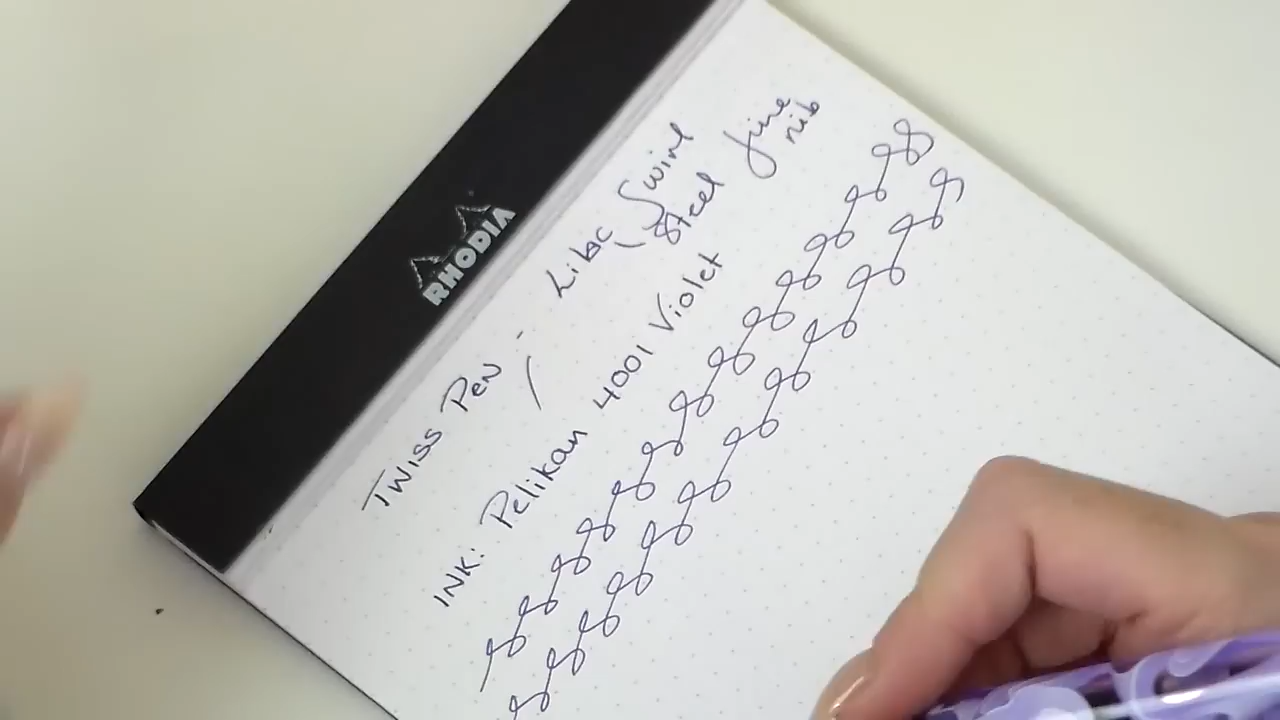 RHODIA
Twiss Pen - Lilac Swirl
(Steel fine
nib
INK: Pelikan 4001 Violet